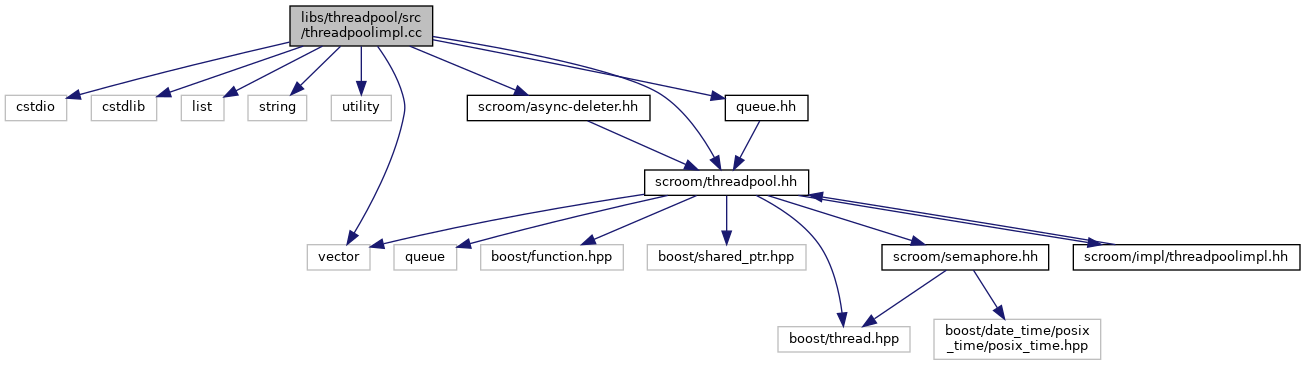 libs/threadpool/src
/threadpoolimpl.cc
cstdio
cstdlib
list
string
utility
scroom/async-deleter.hh
queue.hh
scroom/threadpool.hh
vector
queue
boost/function.hpp
boost/shared_ptr.hpp
scroom/semaphore.hh
scroom/impl/threadpoolimpl.hh
boost/thread.hpp
boost/date_time/posix
_time/posix_time.hpp